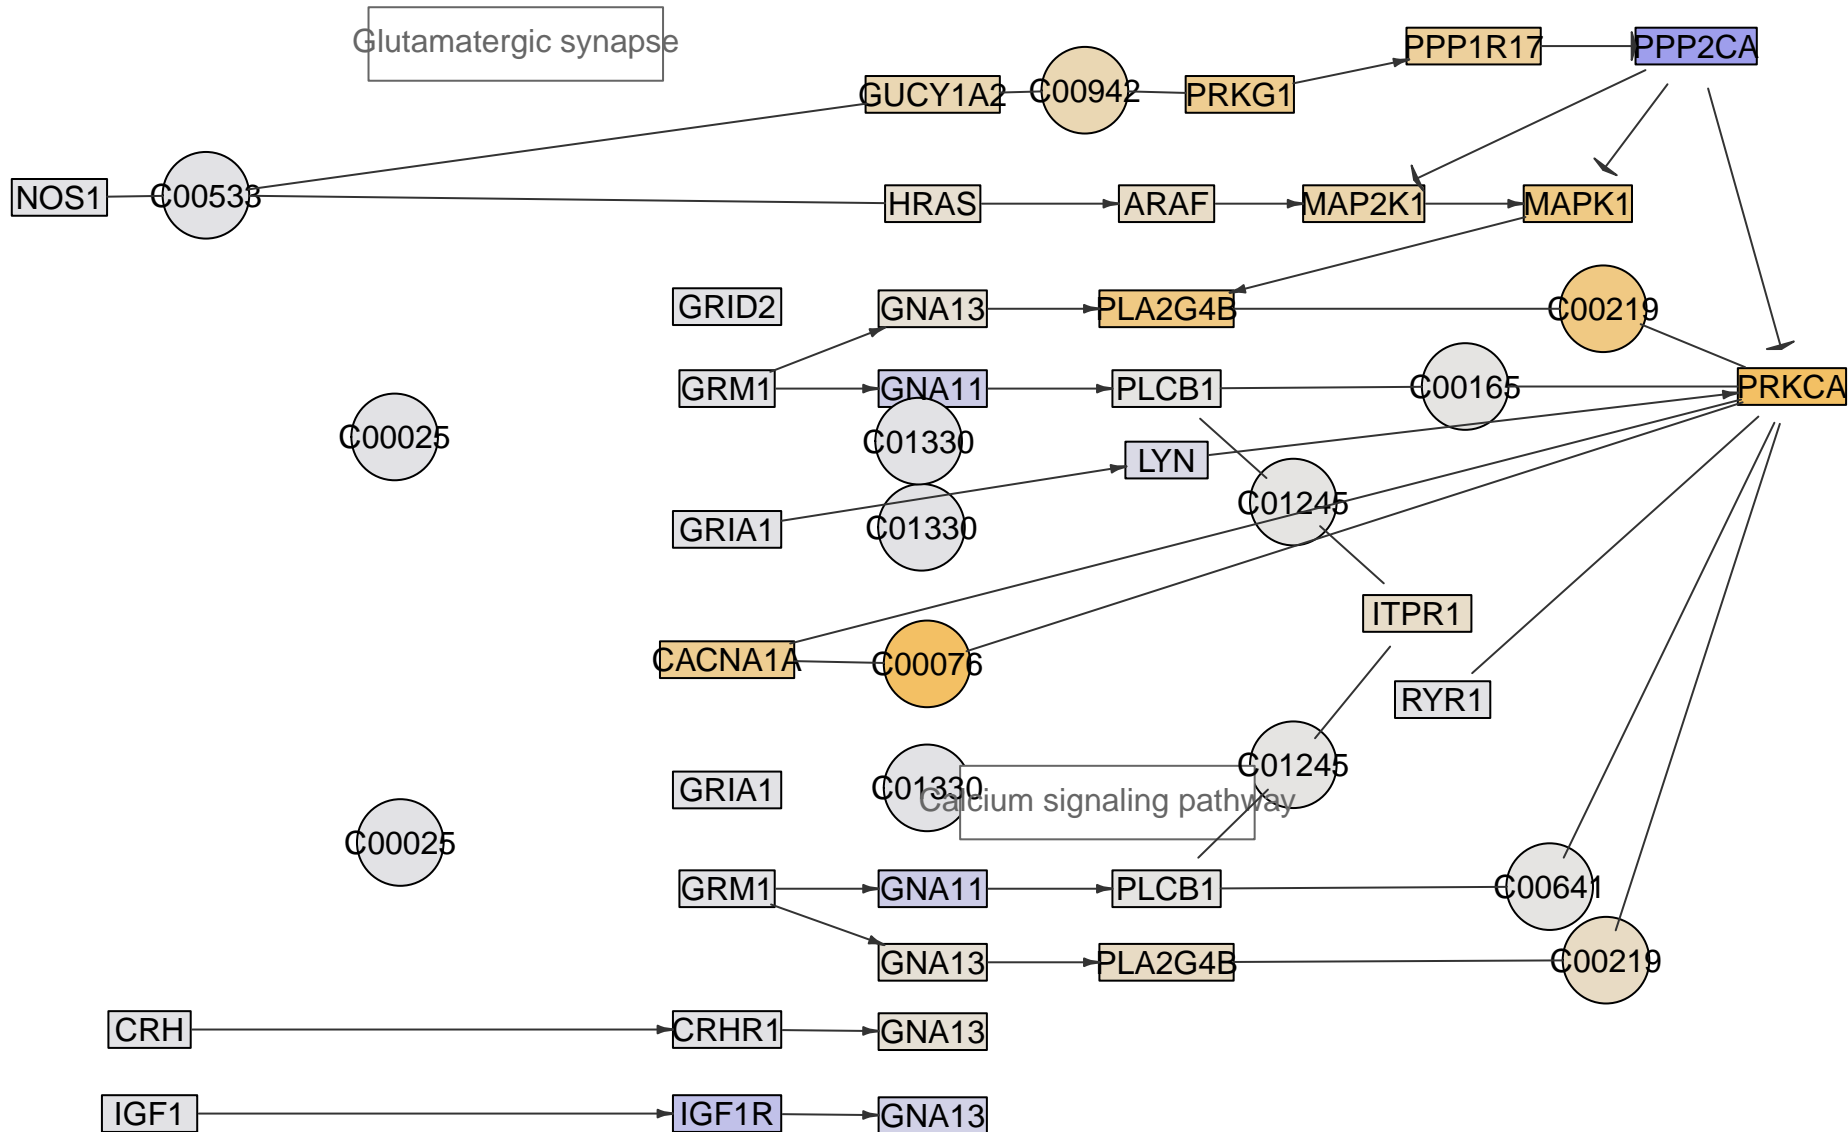 Glutamatergic synapse
PPP1R17
PPP2CA
GUCY1A2
C00942
PRKG1
NOS1
C00533
HRAS
ARAF
MAP2K1
MAPK1
GRID2
GNA13
PLA2G4B
C00219
GRM1
GNA11
PLCB1
C00165
PRKCA
C00025
C01330
LYN
C01245
GRIA1
C01330
ITPR1
CACNA1A
C00076
RYR1
GRIA1
C01330
C01245
Calcium signaling pathway
C00025
GRM1
GNA11
PLCB1
C00641
GNA13
PLA2G4B
C00219
CRH
CRHR1
GNA13
IGF1
IGF1R
GNA13